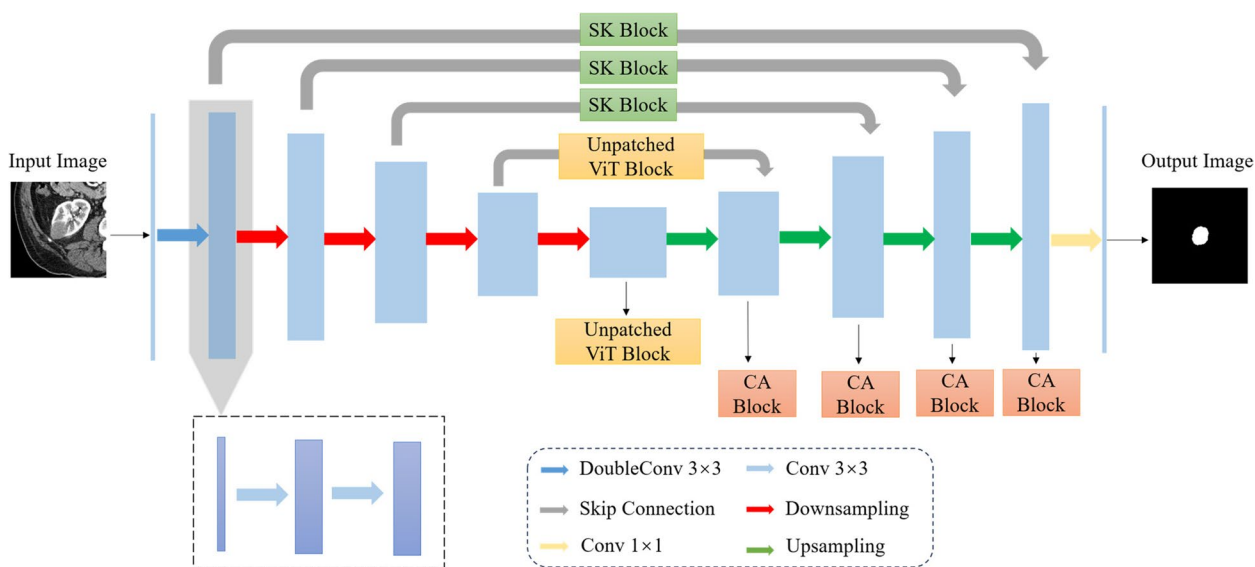 SK Block
SK Block
SK Block
Unpatched
ViT Block
Input Image
Output Image
Unpatched
ViT Block
CA
Block
CA
Block
CA
Block
CA
Block
DoubleConv 3×3
Conv 3×3
Skip Connection
Downsampling
Conv 1×1
Upsampling